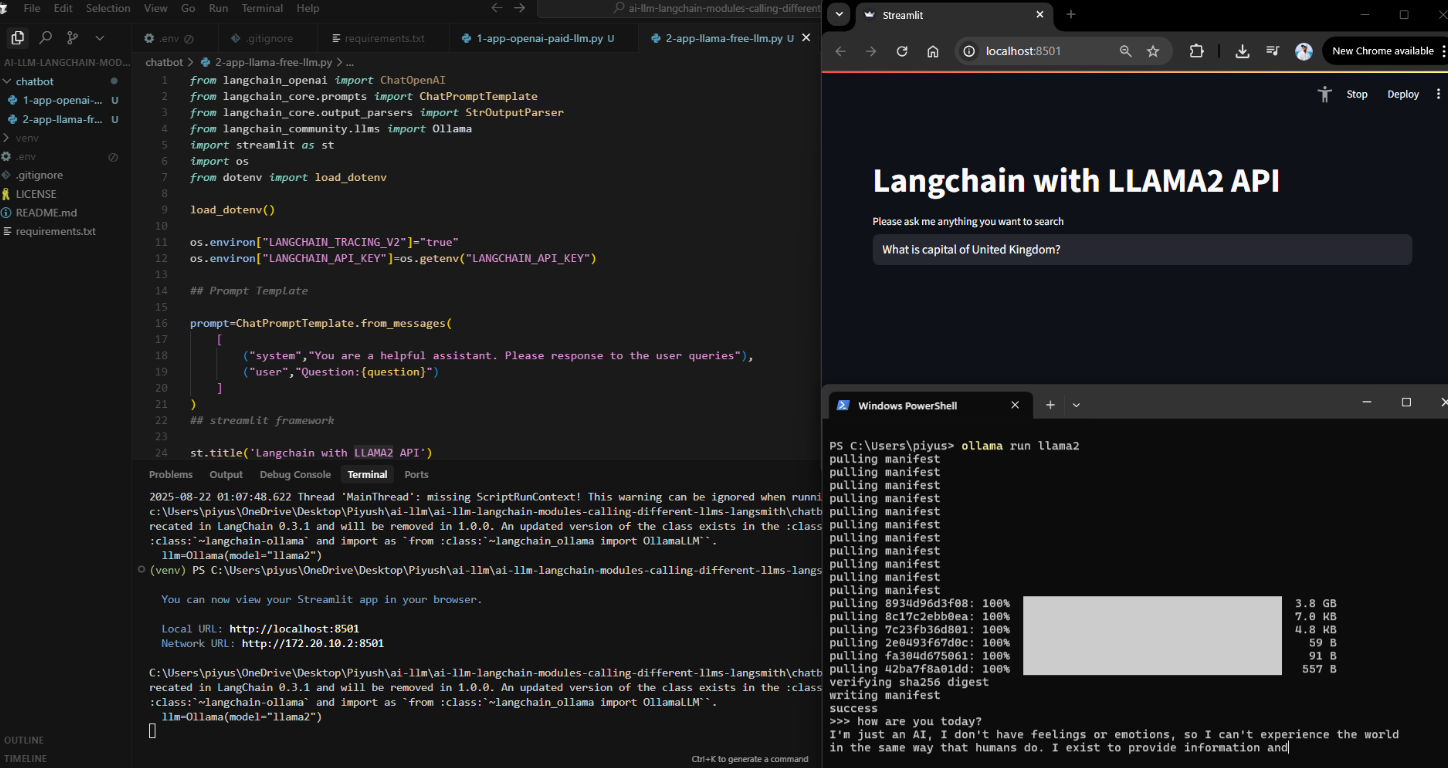 File Edit Selection View Go Run Terminal Help
ai-llm-langchain-modules-calling-different
AI-LLM-LANGCHAIN-MOD...
chatbot
1-app-openai-... U
2-app-llama-fr... U
venv
.env
.gitignore
LICENSE
README.md
requirements.txt
OUTLINE
TIMELINE
.env
.gitignore
requirements.txt
1-app-openai-paid-llm.py U
2-app-llama-free-llm.py U
chatbot > 2-app-llama-free-llm.py > ...
1 from langchain_openai import ChatOpenAI
2 from langchain_core.prompts import ChatPromptTemplate
3 from langchain_core.output_parsers import StrOutputParser
4 from langchain_community.llms import Ollama
5 import streamlit as st
6 import os
7 from dotenv import load_dotenv
8
9 load_dotenv()
10
11 os.environ["LANGCHAIN_TRACING_V2"]="true"
12 os.environ["LANGCHAIN_API_KEY"]=os.getenv("LANGCHAIN_API_KEY")
13
14 ## Prompt Template
15
16 prompt=ChatPromptTemplate.from_messages(
17 [
18 ("system","You are a helpful assistant. Please response to the user queries"),
19 ("user","Question:{question}")
20 ]
21 )
22 ## streamlit framework
23
24 st.title('Langchain with LLAMA2 API')
Problems Output Debug Console Terminal Ports
2025-08-22 01:07:48.622 Thread 'MainThread': missing ScriptRunContext! This warning can be ignored when runni
c:\Users\piyus\OneDrive\Desktop\Piyush\ai-llm\ai-llm-langchain-modules-calling-different-llms-langsmith\chatb
recated in LangChain 0.3.1 and will be removed in 1.0.0. An updated version of the class exists in the :class
:class:`~langchain-ollama` and import as `from :class:`~langchain_ollama import OllamaLLM``.
llm=Ollama(model="llama2")
(venv) PS C:\Users\piyus\OneDrive\Desktop\Piyush\ai-llm\ai-llm-langchain-modules-calling-different-llms-langs
You can now view your Streamlit app in your browser.
Local URL: http://localhost:8501
Network URL: http://172.20.10.2:8501
C:\Users\piyus\OneDrive\Desktop\Piyush\ai-llm\ai-llm-langchain-modules-calling-different-llms-langsmith\chatb
recated in LangChain 0.3.1 and will be removed in 1.0.0. An updated version of the class exists in the :class
:class:`~langchain-ollama` and import as `from :class:`~langchain_ollama import OllamaLLM``.
llm=Ollama(model="llama2")
Ctrl+K to generate a command
Streamlit
localhost:8501
New Chrome available
Stop Deploy
Langchain with LLAMA2 API
Please ask me anything you want to search
What is capital of United Kingdom?
Windows PowerShell
PS C:\Users\piyus> ollama run llama2
pulling manifest
pulling manifest
pulling manifest
pulling manifest
pulling manifest
pulling manifest
pulling manifest
pulling manifest
pulling manifest
pulling manifest
pulling manifest
pulling 8934d96d3f08: 100% 3.8 GB
pulling 8c17c2ebb0ea: 100% 7.0 KB
pulling 7c23fb36d801: 100% 4.8 KB
pulling 2e0493f67d0c: 100% 59 B
pulling fa304d675061: 100% 91 B
pulling 42ba7f8a01dd: 100% 557 B
verifying sha256 digest
writing manifest
success
>>> how are you today?
I'm just an AI, I don't have feelings or emotions, so I can't experience the world
in the same way that humans do. I exist to provide information and